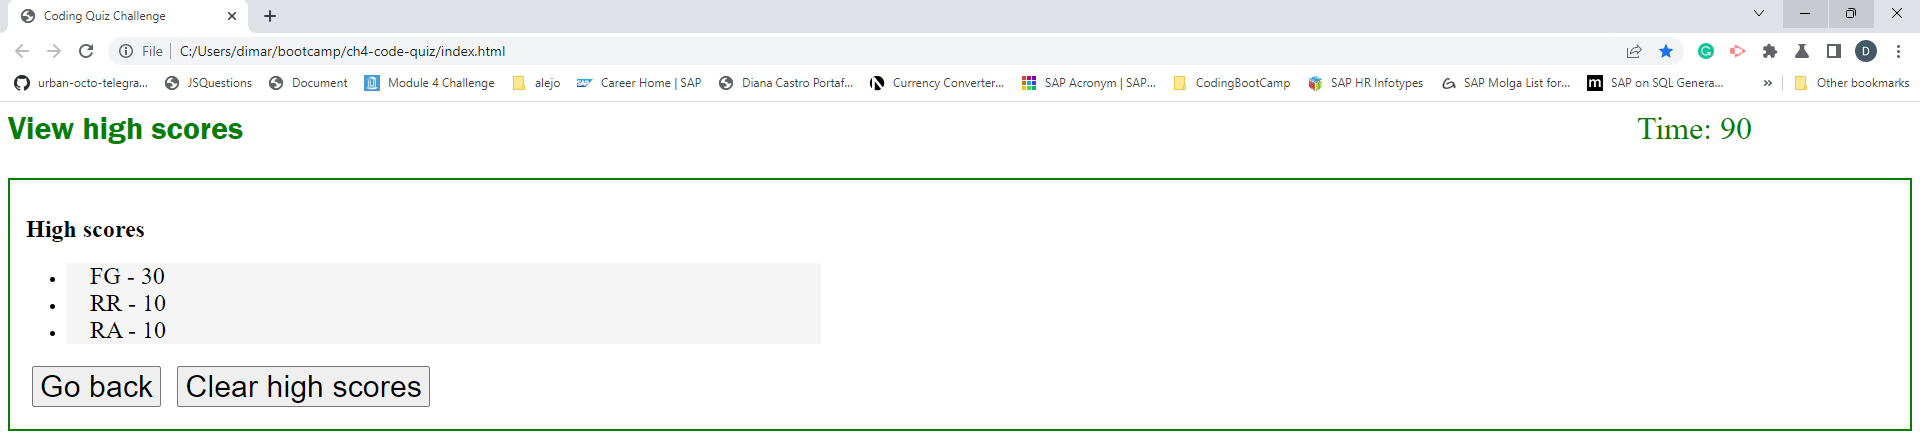 Coding Quiz Challenge
File | C:/Users/dimar/bootcamp/ch4-code-quiz/index.html
D
urban-octo-telegra... JSQuestions Document Module 4 Challenge alejo SAP Career Home | SAP Diana Castro Portaf... Currency Converter... SAP Acronym | SAP... CodingBootCamp SAP HR Infotypes SAP Molga List for... m SAP on SQL Genera... » Other bookmarks
View high scores Time: 90
High scores
• FG - 30
• RR - 10
• RA - 10
Go back Clear high scores